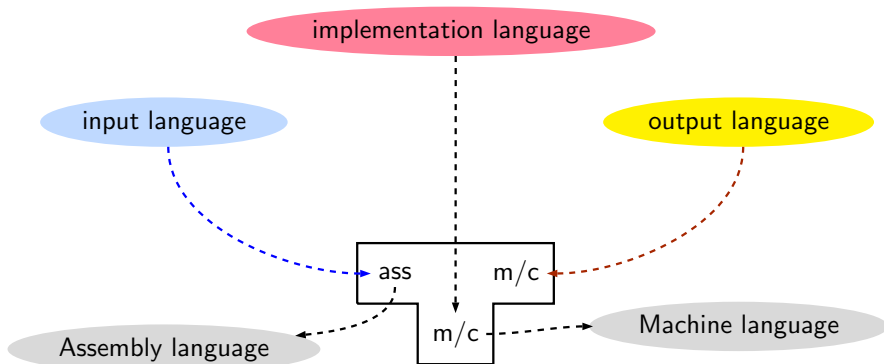 implementation language
input language
output language
ass
m/c
m/c
Machine language
Assembly language